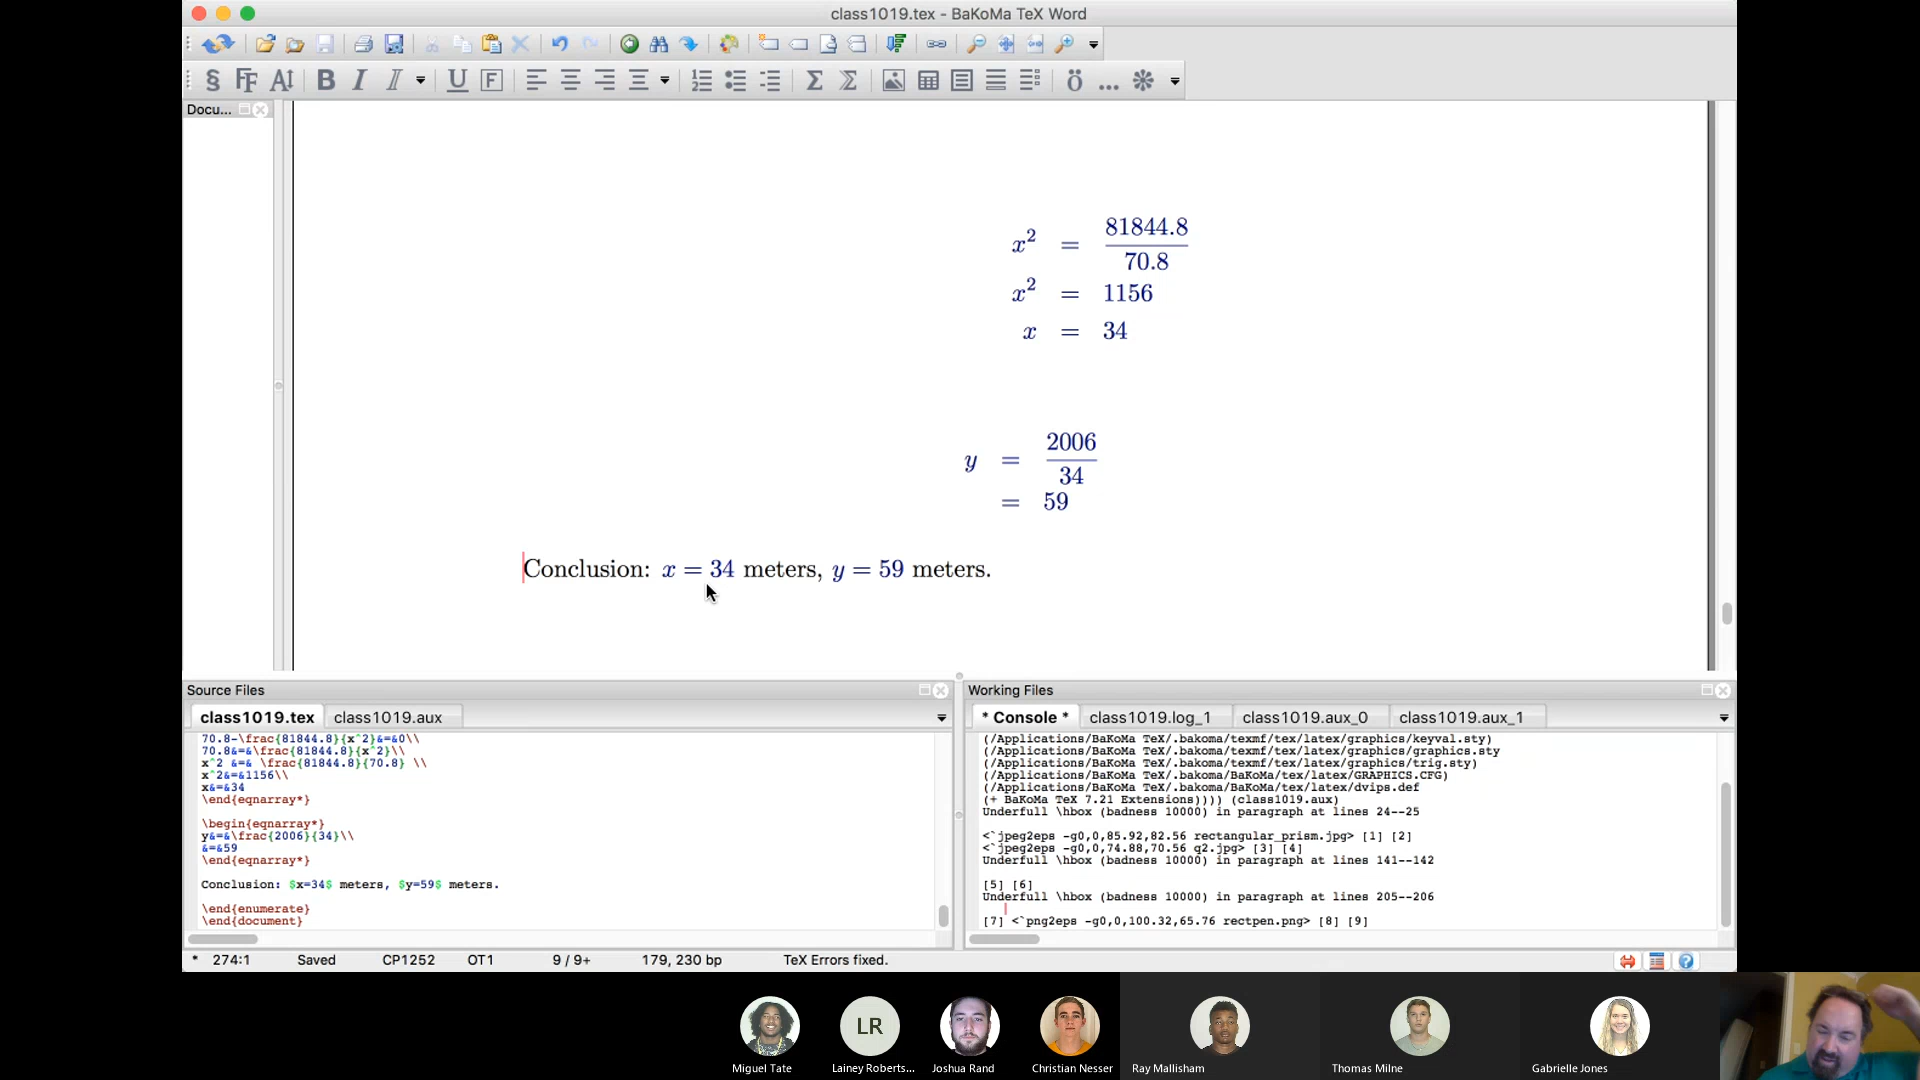 class1019.tex - BaKoMa TeX Word
Docu...
x² = 81844.8
70.8
x² = 1156
x = 34
y = 2006
34
= 59
Conclusion: x = 34 meters, y = 59 meters.
Source Files
class1019.tex class1019.aux
70.8-\frac{81844.8}{x^2}&=&0\\
70.8&=&\frac{81844.8}{x^2}\\
x^2 &=& \frac{81844.8}{70.8} \\
x^2&=&1156\\
x&=&34
\end{eqnarray*}
\begin{eqnarray*}
y&=&\frac{2006}{34}\\
&=&59
\end{eqnarray*}
Conclusion: $x=34$ meters, $y=59$ meters.
\end{enumerate}
\end{document}
Working Files
* Console * class1019.log_1 class1019.aux_0 class1019.aux_1
(/Applications/BaKoMa TeX/.bakoma/texmf/tex/latex/graphics/keyval.sty)
(/Applications/BaKoMa TeX/.bakoma/texmf/tex/latex/graphics/graphics.sty
(/Applications/BaKoMa TeX/.bakoma/texmf/tex/latex/graphics/trig.sty)
(/Applications/BaKoMa TeX/.bakoma/BaKoMa/tex/latex/GRAPHICS.CFG)
(/Applications/BaKoMa TeX/.bakoma/texmf/tex/latex/graphics/dvips.def
(+ BaKoMa TeX 7.21 Extensions)))) (class1019.aux)
Underfull \hbox (badness 10000) in paragraph at lines 24--25
<`jpeg2eps -g0,0,85.92,82.56 rectangular_prism.jpg> [1] [2]
<`jpeg2eps -g0,0,74.88,70.56 q2.jpg> [3] [4]
Underfull \hbox (badness 10000) in paragraph at lines 141--142
[5] [6]
Underfull \hbox (badness 10000) in paragraph at lines 205--206
[7] <`png2eps -g0,0,100.32,65.76 rectpen.png> [8] [9]
* 274:1 Saved CP1252 OT1 9 / 9+ 179, 230 bp TeX Errors fixed.
LR
Miguel Tate Lainey Roberts... Joshua Rand Christian Nesser Ray Mallisham Thomas Milne Gabrielle Jones